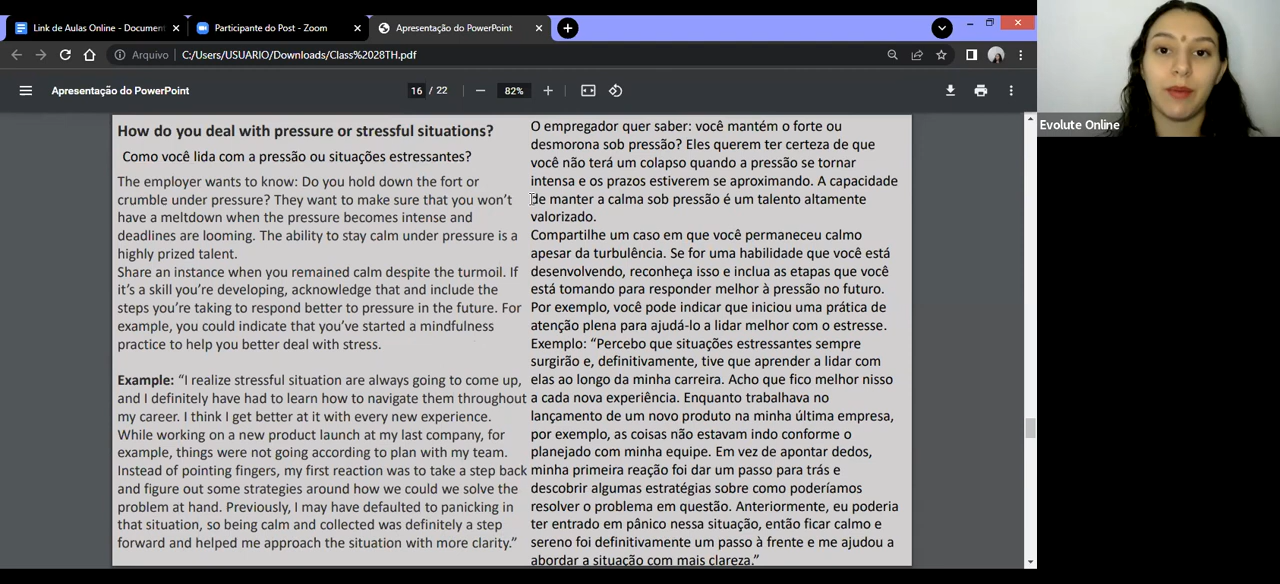 Link de Aulas Online - Document
Participante do Post - Zoom
Apresentação do PowerPoint
Arquivo
C:/Users/USUARIO/Downloads/Class%2028TH.pdf
Apresentação do PowerPoint
16 / 22
82%
How do you deal with pressure or stressful situations?
Como você lida com a pressão ou situações estressantes?
The employer wants to know: Do you hold down the fort or
crumble under pressure? They want to make sure that you won't
have a meltdown when the pressure becomes intense and
deadlines are looming. The ability to stay calm under pressure is a
highly prized talent.
Share an instance when you remained calm despite the turmoil. If
it's a skill you're developing, acknowledge that and include the
steps you're taking to respond better to pressure in the future. For
example, you could indicate that you've started a mindfulness
practice to help you better deal with stress.
Example: “I realize stressful situation are always going to come up,
and I definitely have had to learn how to navigate them throughout
my career. I think I get better at it with every new experience.
While working on a new product launch at my last company, for
example, things were not going according to plan with my team.
Instead of pointing fingers, my first reaction was to take a step back
and figure out some strategies around how we could we solve the
problem at hand. Previously, I may have defaulted to panicking in
that situation, so being calm and collected was definitely a step
forward and helped me approach the situation with more clarity.”
O empregador quer saber: você mantém o forte ou
desmorona sob pressão? Eles querem ter certeza de que
você não terá um colapso quando a pressão se tornar
intensa e os prazos estiverem se aproximando. A capacidade
de manter a calma sob pressão é um talento altamente
valorizado.
Compartilhe um caso em que você permaneceu calmo
apesar da turbulência. Se for uma habilidade que você está
desenvolvendo, reconheça isso e inclua as etapas que você
está tomando para responder melhor à pressão no futuro.
Por exemplo, você pode indicar que iniciou uma prática de
atenção plena para ajudá-lo a lidar melhor com o estresse.
Exemplo: “Percebo que situações estressantes sempre
surgirão e, definitivamente, tive que aprender a lidar com
elas ao longo da minha carreira. Acho que fico melhor nisso
a cada nova experiência. Enquanto trabalhava no
lançamento de um novo produto na minha última empresa,
por exemplo, as coisas não estavam indo conforme o
planejado com minha equipe. Em vez de apontar dedos,
minha primeira reação foi dar um passo para trás e
descobrir algumas estratégias sobre como poderíamos
resolver o problema em questão. Anteriormente, eu poderia
ter entrado em pânico nessa situação, então ficar calmo e
sereno foi definitivamente um passo à frente e me ajudou a
abordar a situação com mais clareza.”
Evolute Online